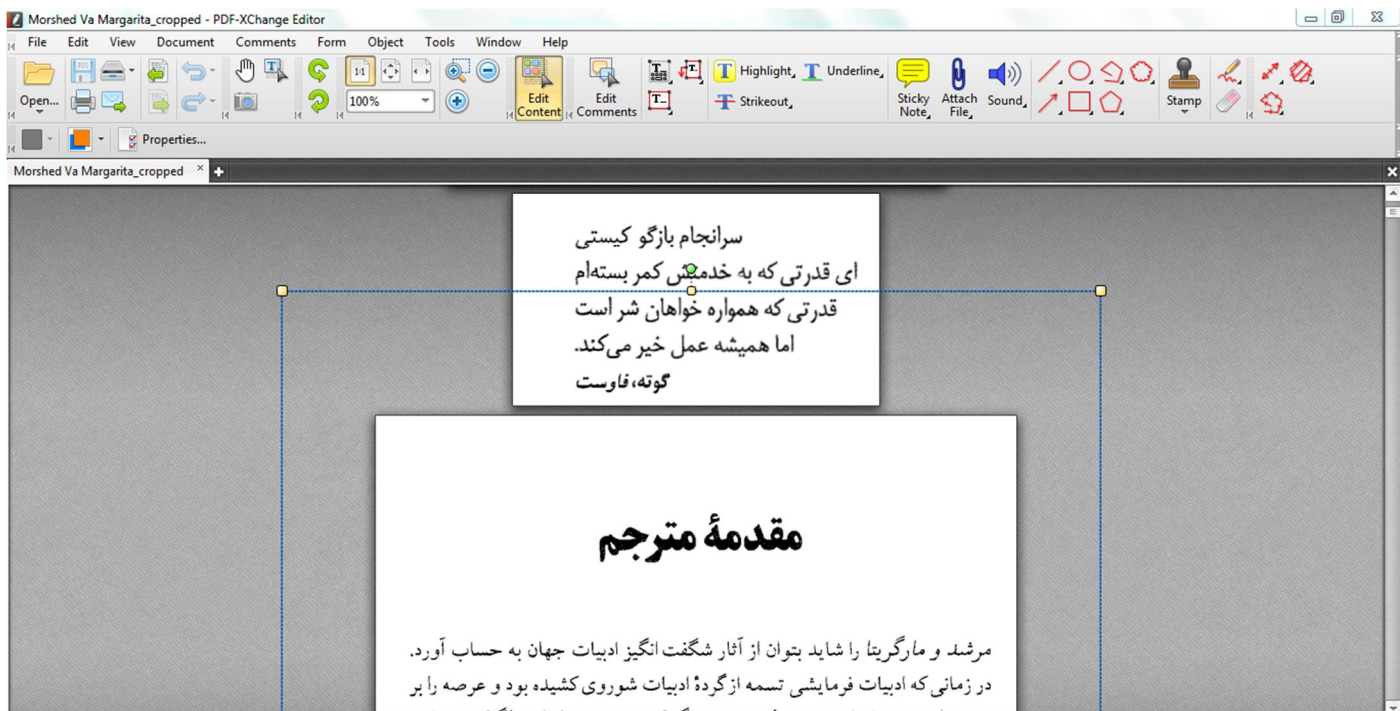 Morshed Va Margarita_cropped - PDF-XChange Editor
File Edit View Document Comments Form Object Tools Window Help
Open...
1:1
100%
Edit Content
Edit Comments
Highlight
Underline
Strikeout
Sticky Note
Attach File
Sound
Stamp
Properties...
Morshed Va Margarita_cropped
سرانجام بازگو کیستی
ای قدرتی که به خدمتش کمر بسته‌ام
قدرتی که همواره خواهان شر است
اما همیشه عمل خیر می‌کند.
گوته، فاوست
مقدمهٔ مترجم
مرشد و مارگریتا را شاید بتوان از آثار شگفت‌انگیز ادبیات جهان به حساب آورد.
در زمانی که ادبیات فرمایشی تسمه از گردهٔ ادبیات شوروی کشیده بود و عرصه را بر